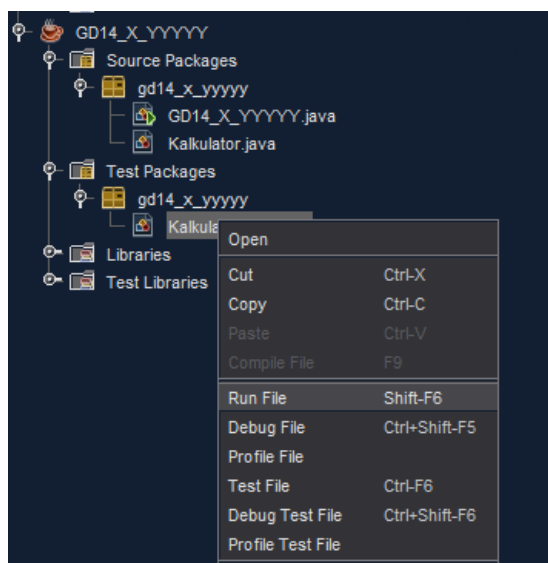 GD14_X_YYYYY
Source Packages
gd14_x_yyyyy
GD14_X_YYYYY.java
Kalkulator.java
Test Packages
gd14_x_yyyyy
Libraries
Test Libraries
Open
Cut Ctrl-X
Copy Ctrl-C
Paste Ctrl-V
Compile File F9
Run File Shift-F6
Debug File Ctrl+Shift-F5
Profile File
Test File Ctrl-F6
Debug Test File Ctrl+Shift-F6
Profile Test File